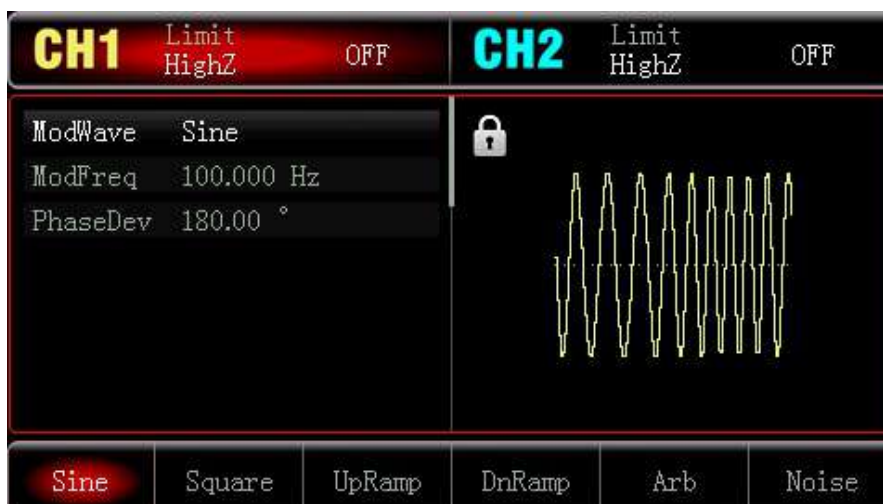 CH1 Limit HighZ OFF CH2 Limit HighZ OFF
ModWave Sine
ModFreq 100.000 Hz
PhaseDev 180.00 °
Sine Square UpRamp DnRamp Arb Noise